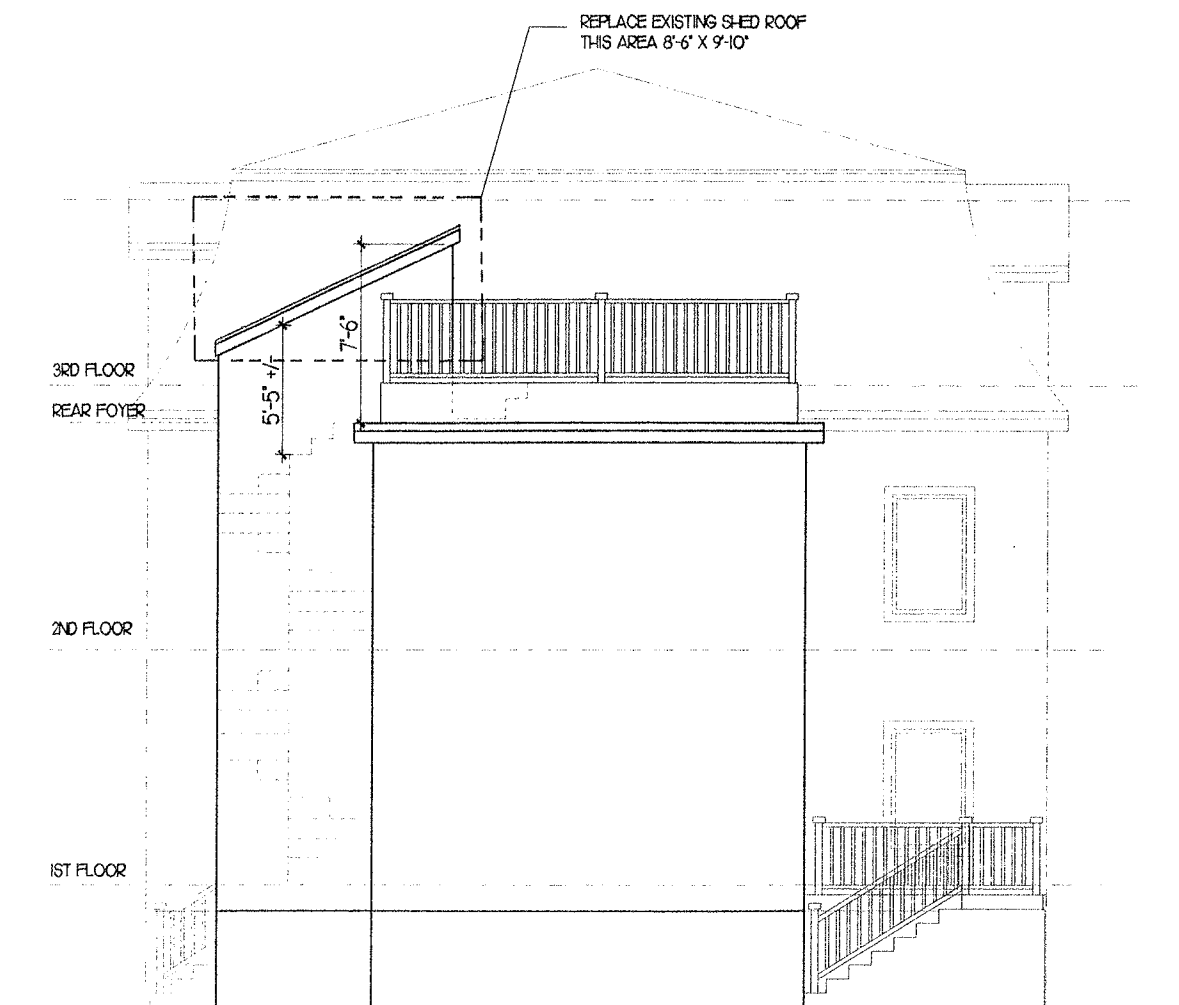 REPLACE EXISTING SHED ROOF
THIS AREA 8'-6" X 9'-10"
7'-6"
5'-5" +/-
3RD FLOOR
REAR FOYER
2ND FLOOR
1ST FLOOR